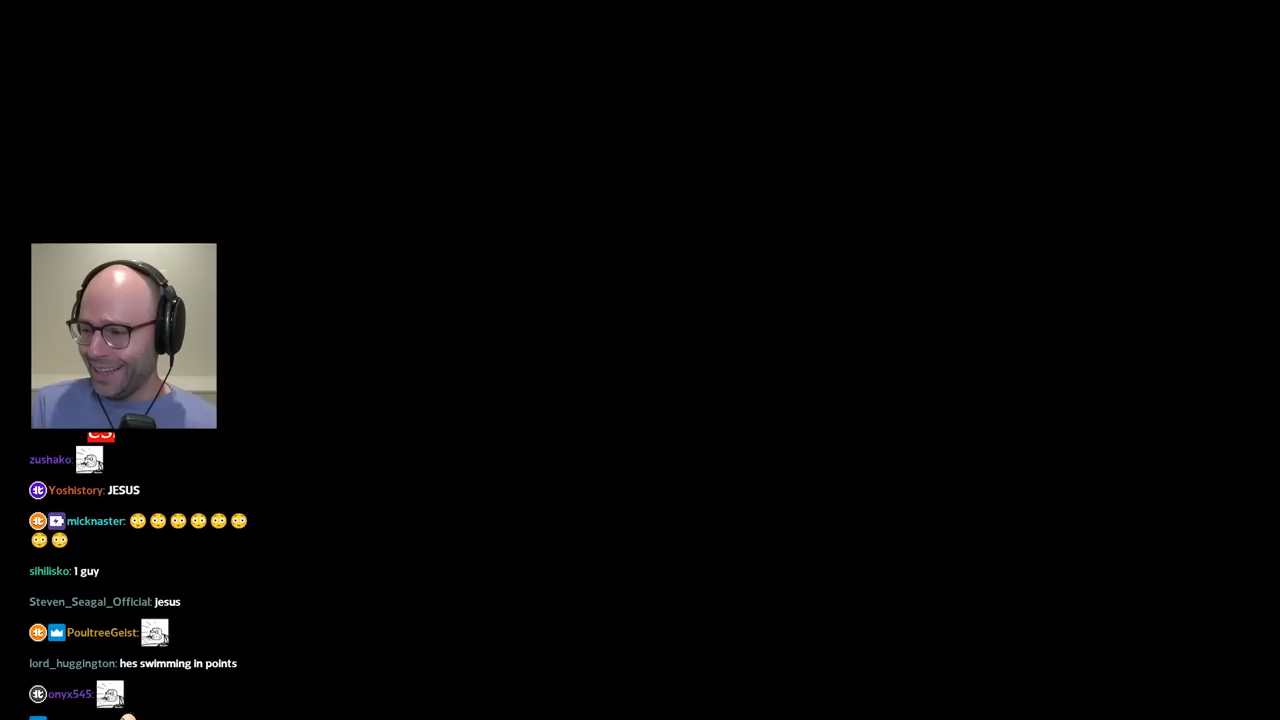 zushako:
Yoshistory: JESUS
micknaster: 😳😳😳😳😳😳
😳😳
sihilisko: 1 guy
Steven_Seagal_Official: jesus
PoultreeGeist:
lord_huggington: hes swimming in points
onyx545: